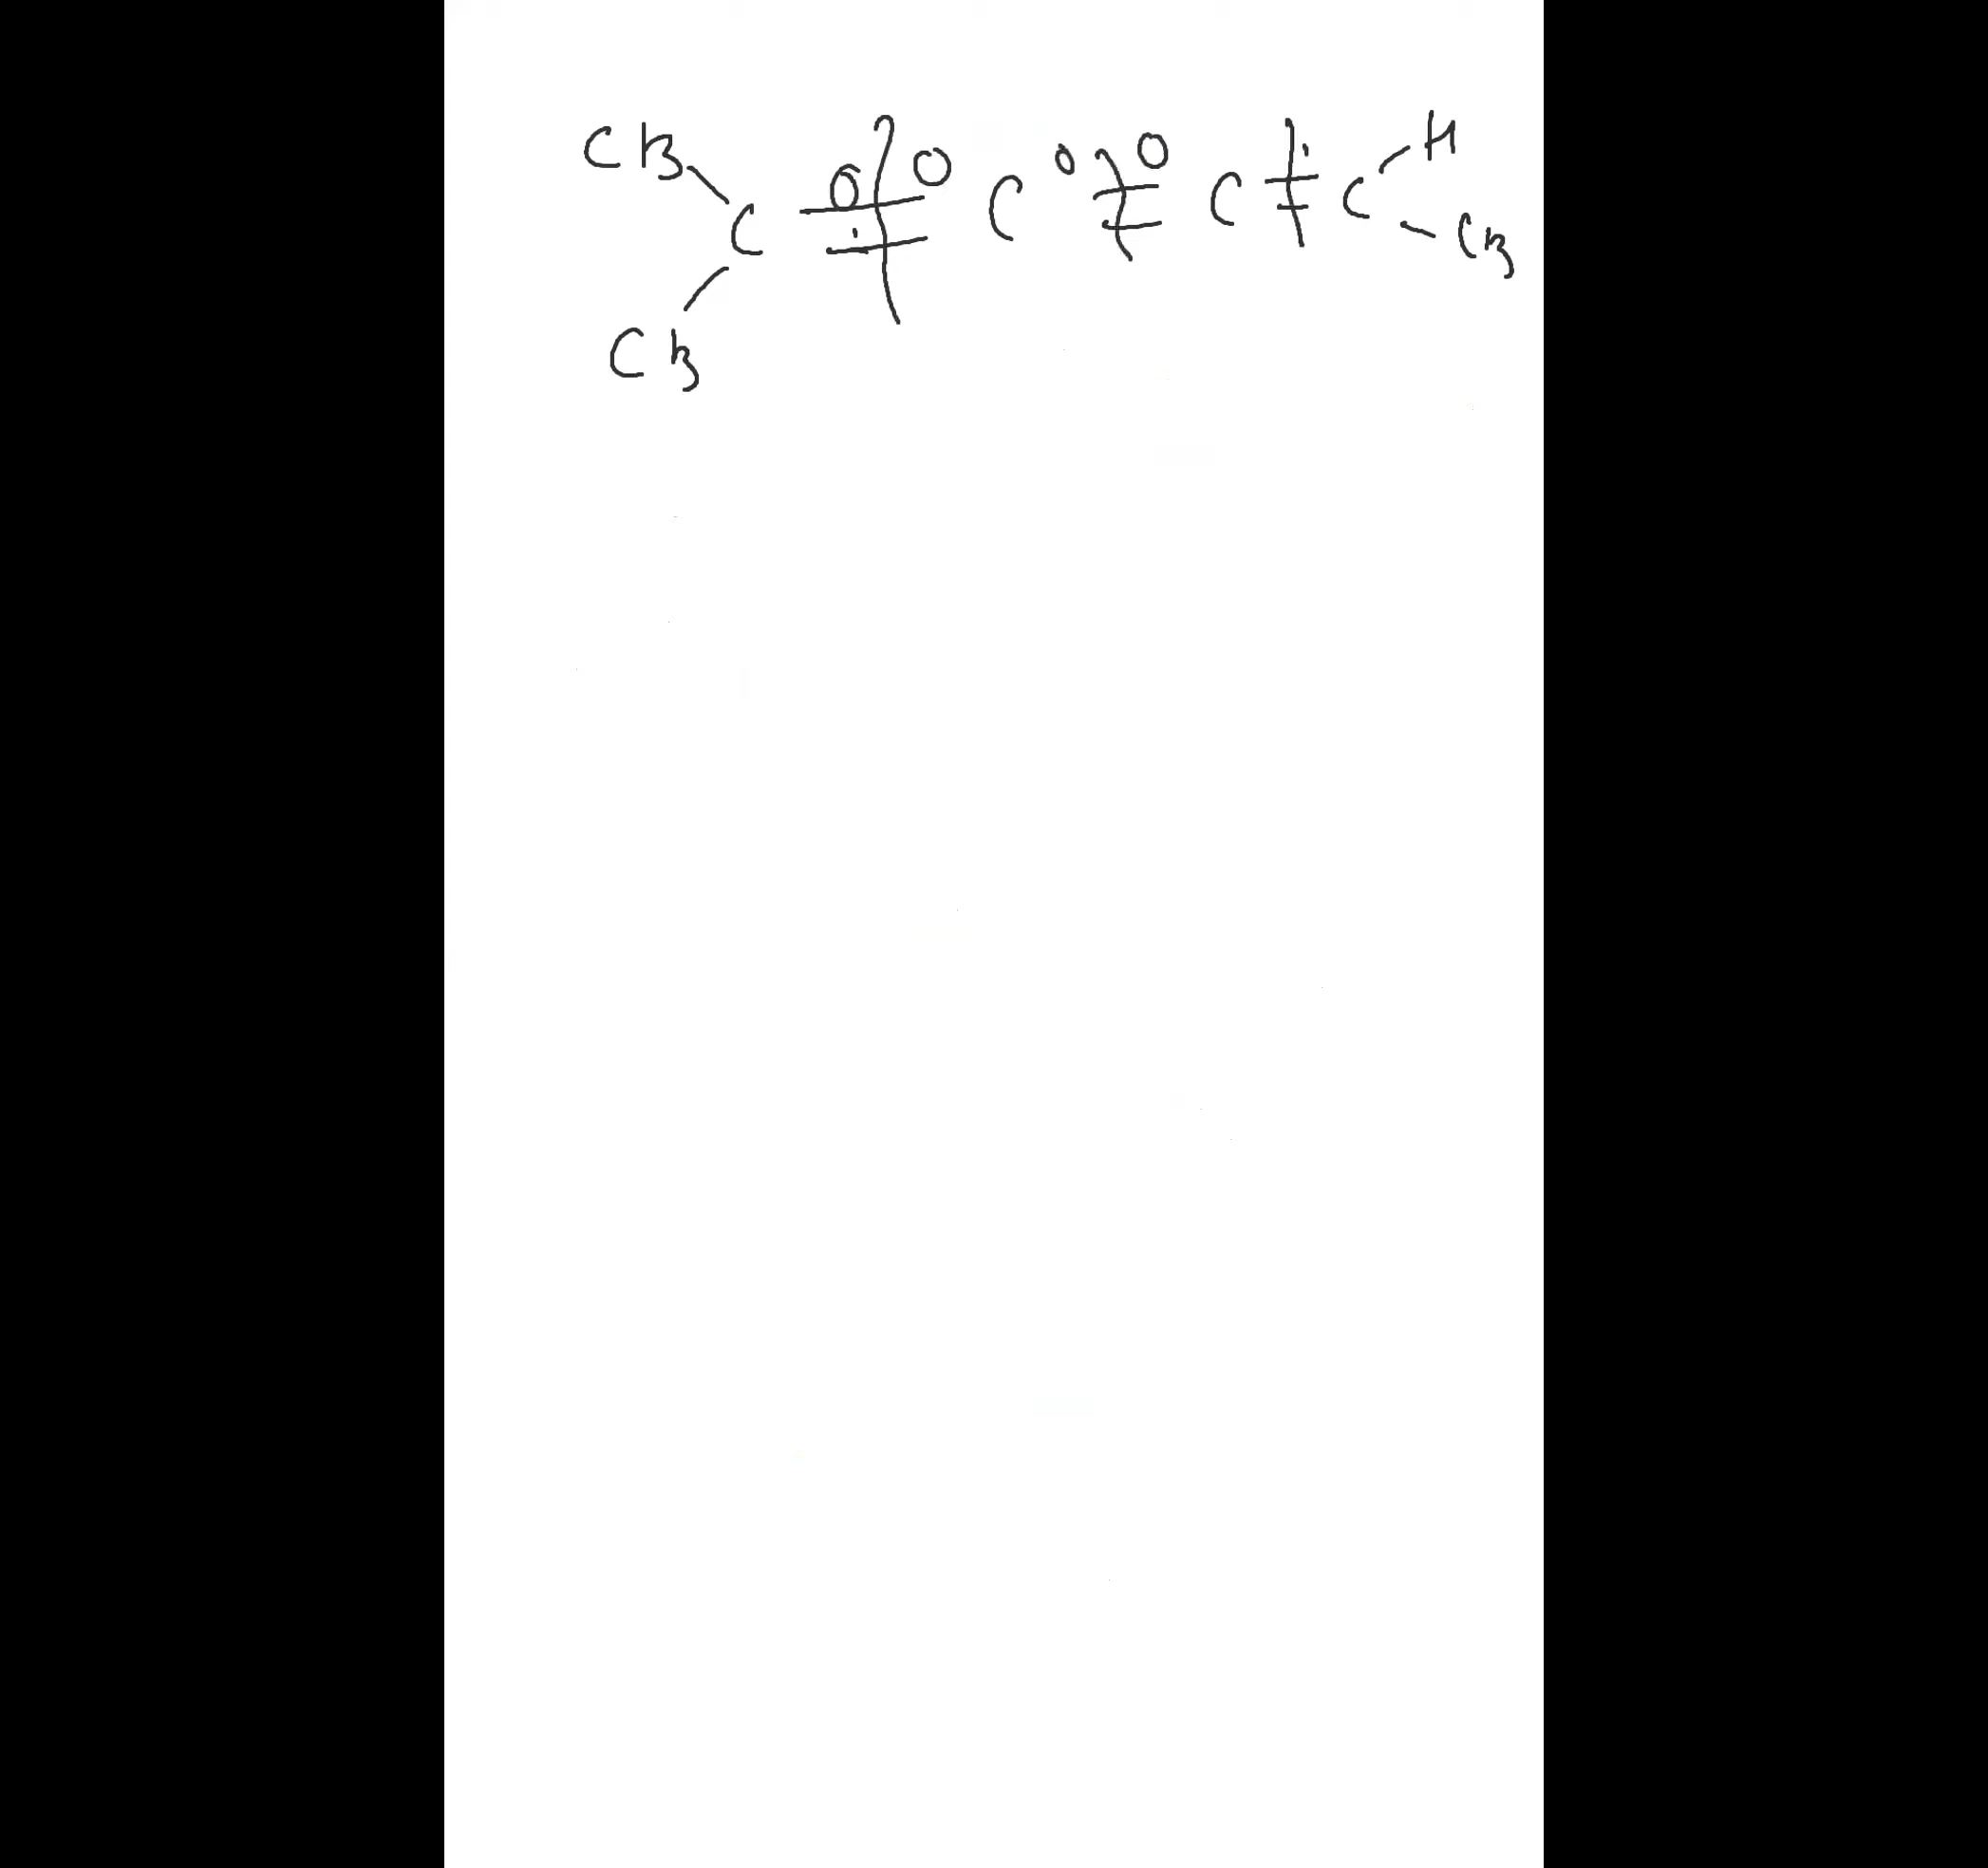 CH3
C = C = C = C
CH3
H
CH3
O O O O